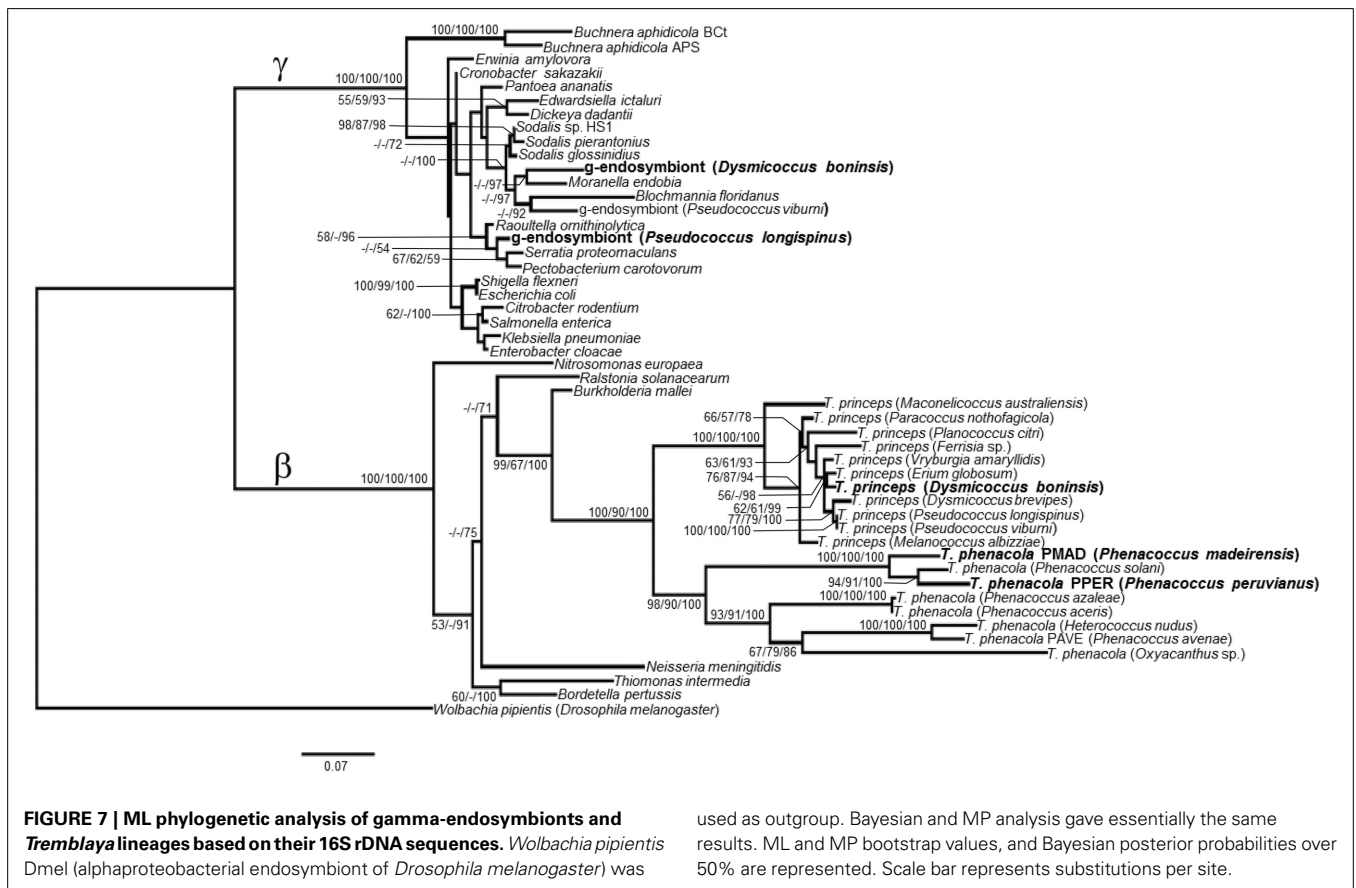 100/100/100
Buchnera aphidicola BCt
Buchnera aphidicola APS
γ
100/100/100
Erwinia amylovora
Cronobacter sakazakii
Pantoea ananatis
55/59/93
Edwardsiella ictaluri
Dickeya dadantii
98/87/98
Sodalis sp. HS1
-/-/72
Sodalis pierantonius
Sodalis glossinidius
-/-/100
g-endosymbiont (Dysmicoccus boninsis)
-/-/97
Moranella endobia
-/-/97
Blochmannia floridanus
-/-/92
g-endosymbiont (Pseudococcus viburni)
Raoultella ornithinolytica
58/-/96
g-endosymbiont (Pseudococcus longispinus)
-/-/54
Serratia proteomaculans
67/62/59
Pectobacterium carotovorum
100/99/100
Shigella flexneri
Escherichia coli
Citrobacter rodentium
62/-/100
Salmonella enterica
Klebsiella pneumoniae
Enterobacter cloacae
Nitrosomonas europaea
Ralstonia solanacearum
-/-/71
Burkholderia mallei
T. princeps (Maconelicoccus australiensis)
66/57/78
T. princeps (Paracoccus nothofagicola)
100/100/100
T. princeps (Planococcus citri)
T. princeps (Ferrisia sp.)
63/61/93
T. princeps (Vryburgia amaryllidis)
β
99/67/100
76/87/94
T. princeps (Erium globosum)
100/100/100
T. princeps (Dysmicoccus boninsis)
56/-/98
62/61/99
T. princeps (Dysmicoccus brevipes)
77/79/100
T. princeps (Pseudococcus longispinus)
100/90/100
100/100/100
T. princeps (Pseudococcus viburni)
-/-/75
T. princeps (Melanococcus albizziae)
100/100/100
T. phenacola PMAD (Phenacoccus madeirensis)
T. phenacola (Phenacoccus solani)
94/91/100
T. phenacola PPER (Phenacoccus peruvianus)
98/90/100
100/100/100
T. phenacola (Phenacoccus azaleae)
93/91/100
T. phenacola (Phenacoccus aceris)
53/-/91
100/100/100
T. phenacola (Heterococcus nudus)
T. phenacola PAVE (Phenacoccus avenae)
67/79/86
T. phenacola (Oxyacanthus sp.)
Neisseria meningitidis
Thiomonas intermedia
60/-/100
Bordetella pertussis
Wolbachia pipientis (Drosophila melanogaster)
0.07
FIGURE 7 | ML phylogenetic analysis of gamma-endosymbionts and
Tremblaya lineages based on their 16S rDNA sequences. Wolbachia pipientis
Dmel (alphaproteobacterial endosymbiont of Drosophila melanogaster) was
used as outgroup. Bayesian and MP analysis gave essentially the same
results. ML and MP bootstrap values, and Bayesian posterior probabilities over
50% are represented. Scale bar represents substitutions per site.